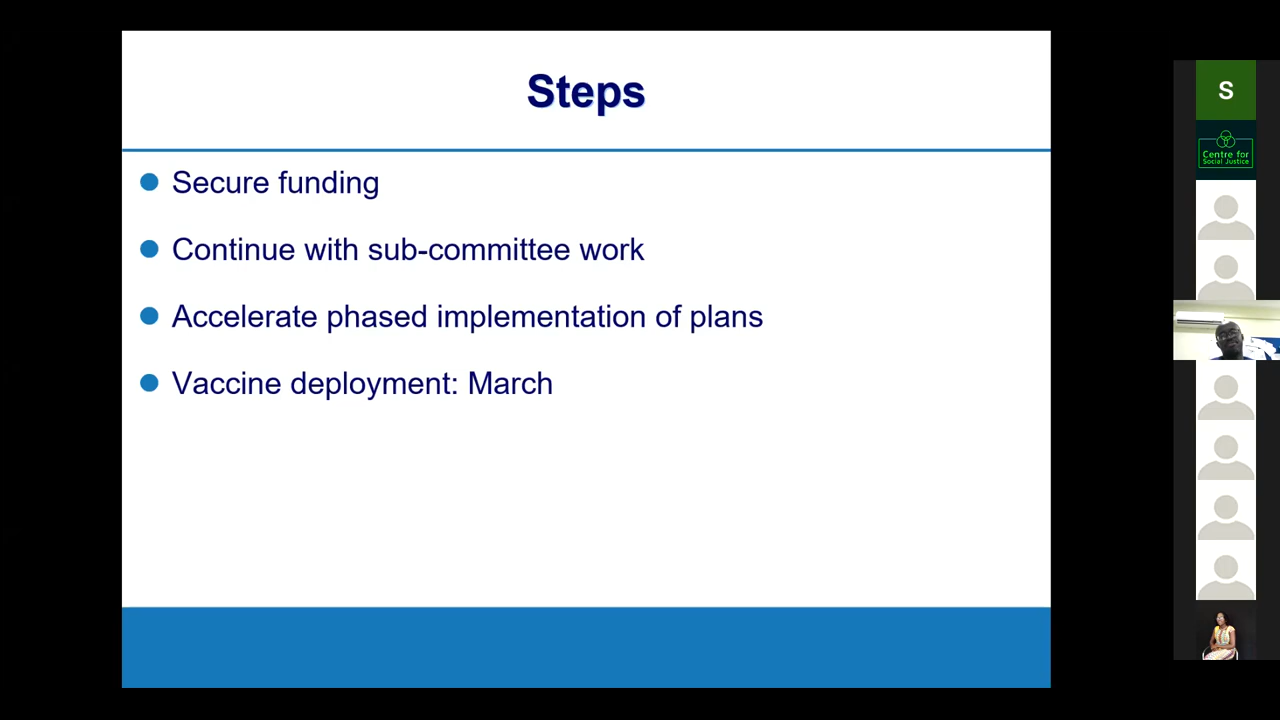 Steps
Secure funding
Continue with sub-committee work
Accelerate phased implementation of plans
Vaccine deployment: March
S
Centre for
Social Justice